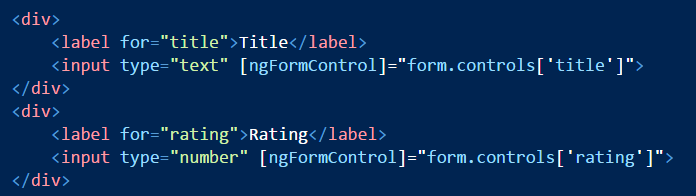 <div>
    <label for="title">Title</label>
    <input type="text" [ngFormControl]="form.controls['title']">
</div>
<div>
    <label for="rating">Rating</label>
    <input type="number" [ngFormControl]="form.controls['rating']">
</div>